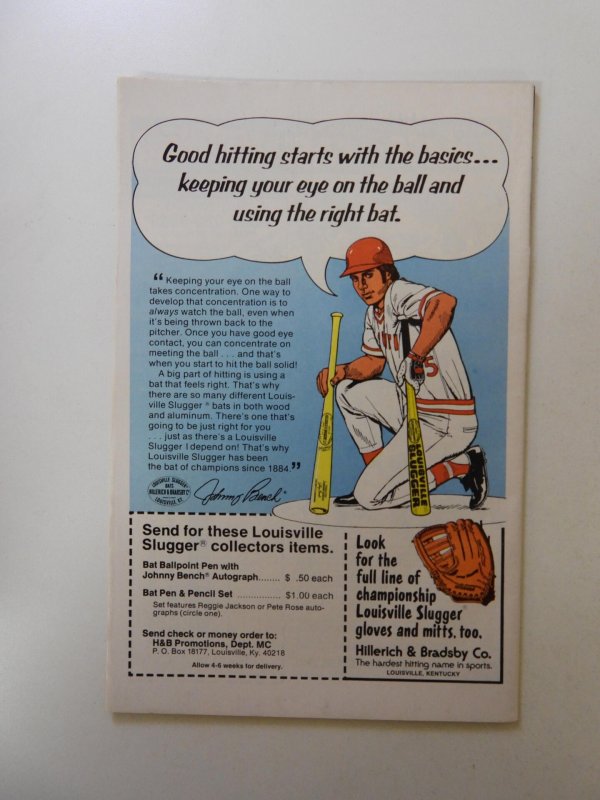 Good hitting starts with the basics...
keeping your eye on the ball and
using the right bat.
“ Keeping your eye on the ball
takes concentration. One way to
develop that concentration is to
always watch the ball, even when
it's being thrown back to the
pitcher. Once you have good eye
contact, you can concentrate on
meeting the ball . . . and that's
when you start to hit the ball solid!
A big part of hitting is using a
bat that feels right. That's why
there are so many different Louis-
ville Slugger® bats in both wood
and aluminum. There's one that's
going to be just right for you
. . . just as there's a Louisville
Slugger I depend on! That's why
Louisville Slugger has been
the bat of champions since 1884.”
LOUISVILLE SLUGGER
BATS
HILLERICH & BRADSBY Co
LOUISVILLE, KY.
Johnny Bench
5
LOUISVILLE
SLUGGER
Send for these Louisville
Slugger® collectors items.
Bat Ballpoint Pen with
Johnny Bench® Autograph....... $ .50 each
Bat Pen & Pencil Set ............... $1.00 each
Set features Reggie Jackson or Pete Rose auto-
graphs (circle one).
Send check or money order to:
H&B Promotions, Dept. MC
P. O. Box 18177, Louisville, Ky. 40218
Allow 4-6 weeks for delivery.
Look
for the
full line of
championship
Louisville Slugger®
gloves and mitts, too.
Hillerich & Bradsby Co.
The hardest hitting name in sports.
LOUISVILLE, KENTUCKY